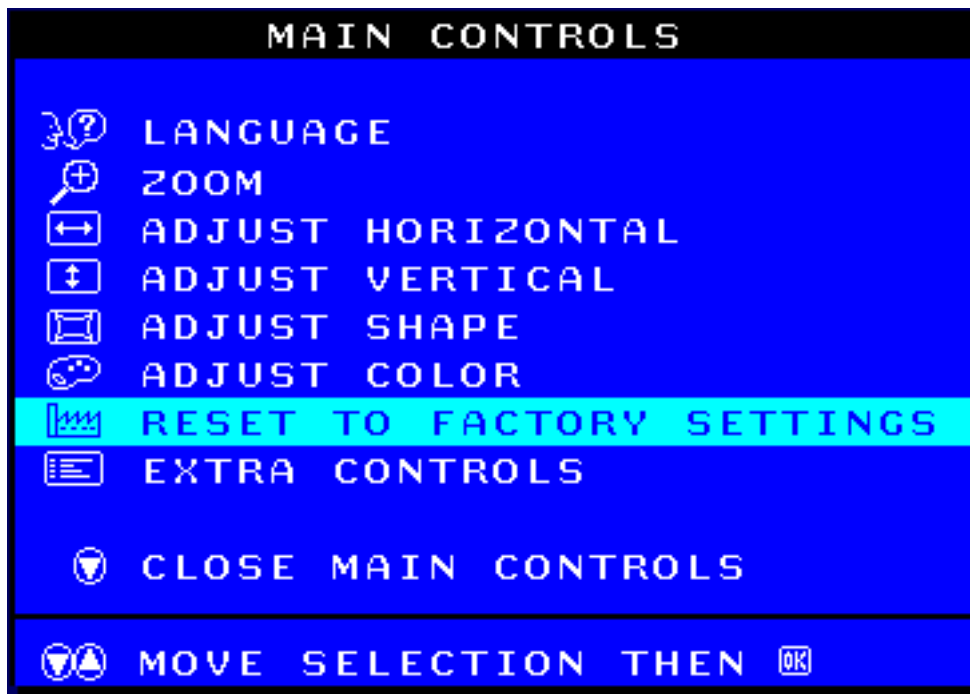 MAIN CONTROLS
LANGUAGE
ZOOM
ADJUST HORIZONTAL
ADJUST VERTICAL
ADJUST SHAPE
ADJUST COLOR
RESET TO FACTORY SETTINGS
EXTRA CONTROLS
CLOSE MAIN CONTROLS
MOVE SELECTION THEN OK